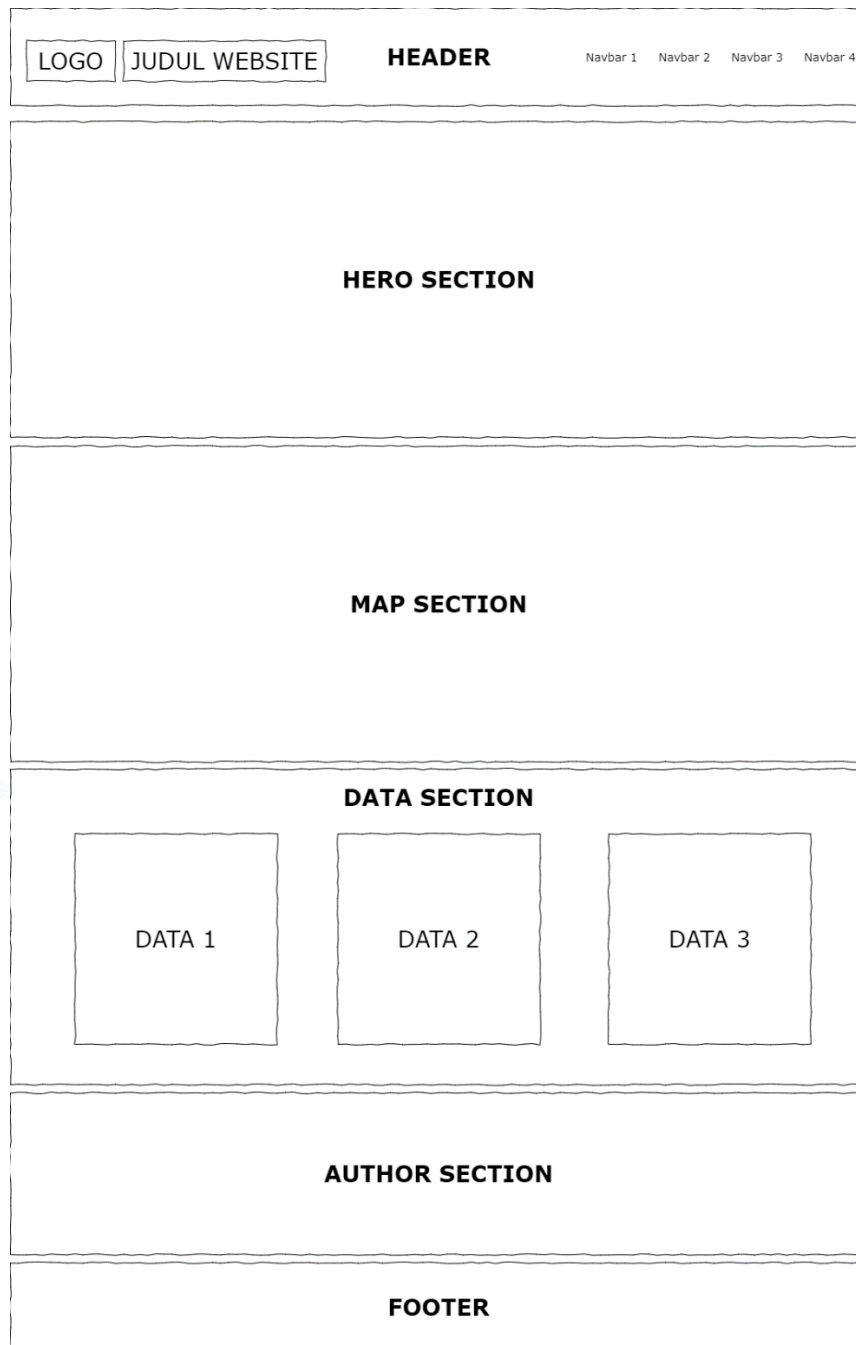 LOGO JUDUL WEBSITE HEADER Navbar 1 Navbar 2 Navbar 3 Navbar 4
HERO SECTION
MAP SECTION
DATA SECTION
DATA 1 DATA 2 DATA 3
AUTHOR SECTION
FOOTER